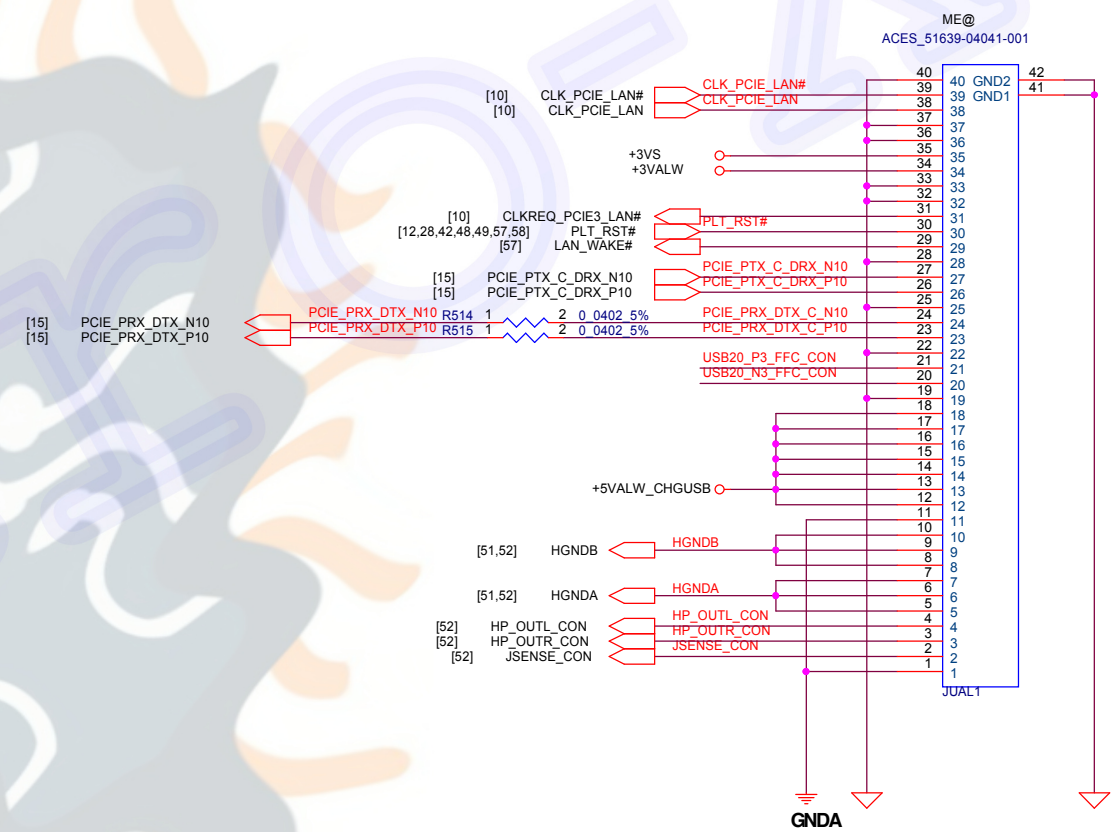 ME@
ACES_51639-04041-001
40 40 GND2 42
[10] CLK_PCIE_LAN# CLK_PCIE_LAN# 39 39 GND1 41
[10] CLK_PCIE_LAN CLK_PCIE_LAN 38 38
37 37
36 36
+3VS 35 35
+3VALW 34 34
33 33
32 32
[10] CLKREQ_PCIE3_LAN# 31 31
[12,28,42,48,49,57,58] PLT_RST# PLT_RST# 30 30
[57] LAN_WAKE# 29 29
28 28
[15] PCIE_PTX_C_DRX_N10 PCIE_PTX_C_DRX_N10 27 27
[15] PCIE_PTX_C_DRX_P10 PCIE_PTX_C_DRX_P10 26 26
25 25
[15] PCIE_PRX_DTX_N10 PCIE_PRX_DTX_N10 R514 1 2 0_0402_5% PCIE_PRX_DTX_C_N10 24 24
[15] PCIE_PRX_DTX_P10 PCIE_PRX_DTX_P10 R515 1 2 0_0402_5% PCIE_PRX_DTX_C_P10 23 23
22 22
USB20_P3_FFC_CON 21 21
USB20_N3_FFC_CON 20 20
19 19
18 18
17 17
16 16
15 15
14 14
+5VALW_CHGUSB 13 13
12 12
11 11
10 10
[51,52] HGNDB HGNDB 9 9
8 8
7 7
[51,52] HGNDA HGNDA 6 6
5 5
[52] HP_OUTL_CON HP_OUTL_CON 4 4
[52] HP_OUTR_CON HP_OUTR_CON 3 3
[52] JSENSE_CON JSENSE_CON 2 2
1 1
JUAL1
GNDA